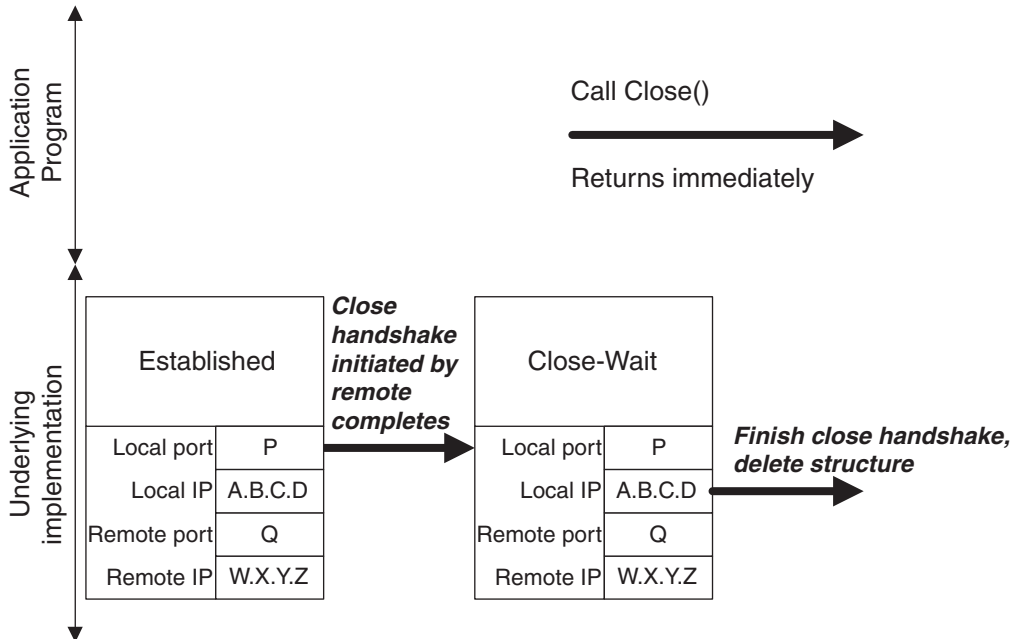 Application
Program
Call Close()
Returns immediately
Underlying
implementation
Established
Local port P
Local IP A.B.C.D
Remote port Q
Remote IP W.X.Y.Z
Close
handshake
initiated by
remote
completes
Close-Wait
Local port P
Local IP A.B.C.D
Remote port Q
Remote IP W.X.Y.Z
Finish close handshake,
delete structure